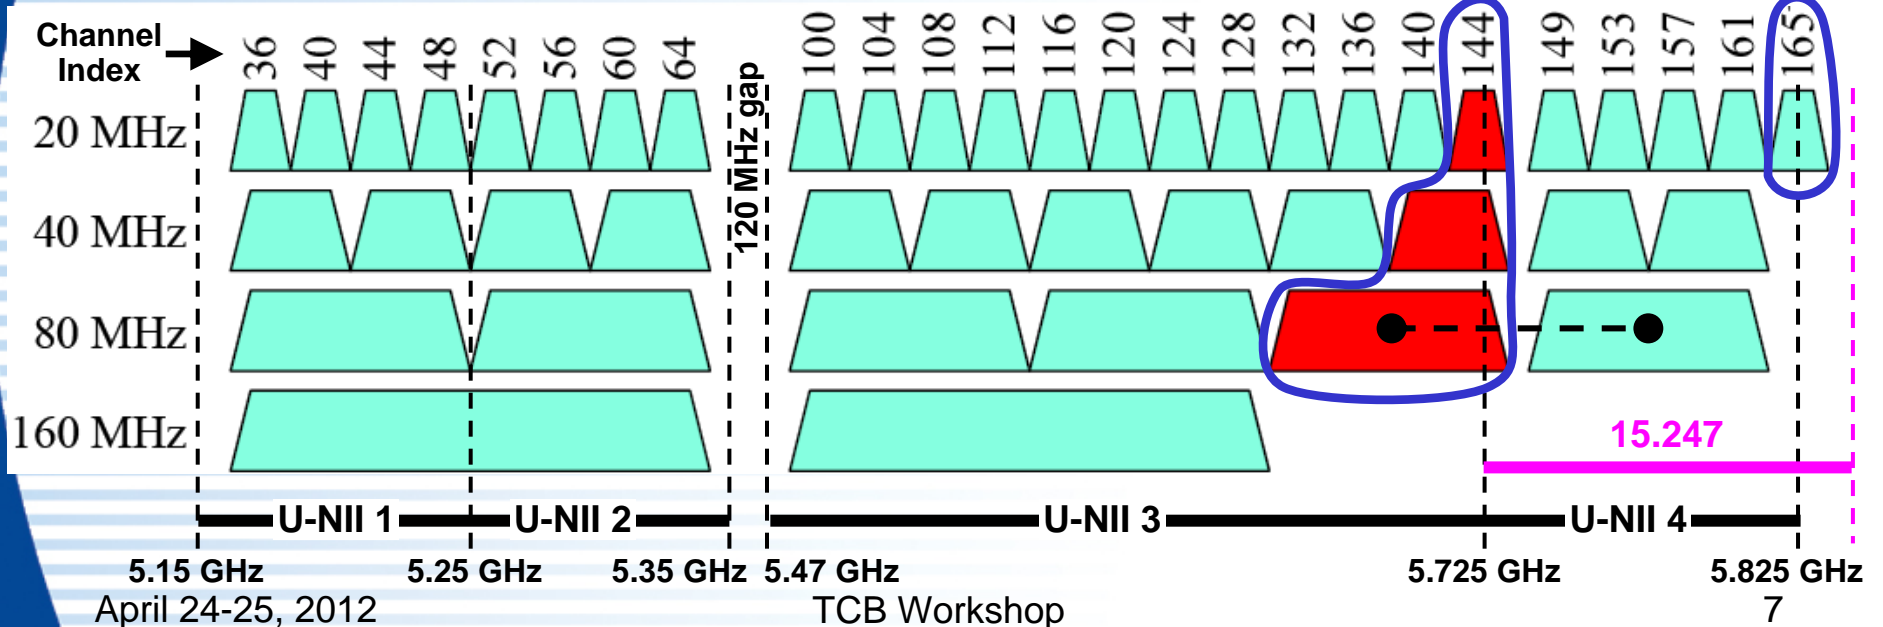 Channel
Index
36 40 44 48 52 56 60 64 100 104 108 112 116 120 124 128 132 136 140 144 149 153 157 161 165
20 MHz
120 MHz gap
40 MHz
80 MHz
160 MHz
15.247
U-NII 1 U-NII 2 U-NII 3 U-NII 4
5.15 GHz 5.25 GHz 5.35 GHz 5.47 GHz 5.725 GHz 5.825 GHz
April 24-25, 2012 TCB Workshop 7